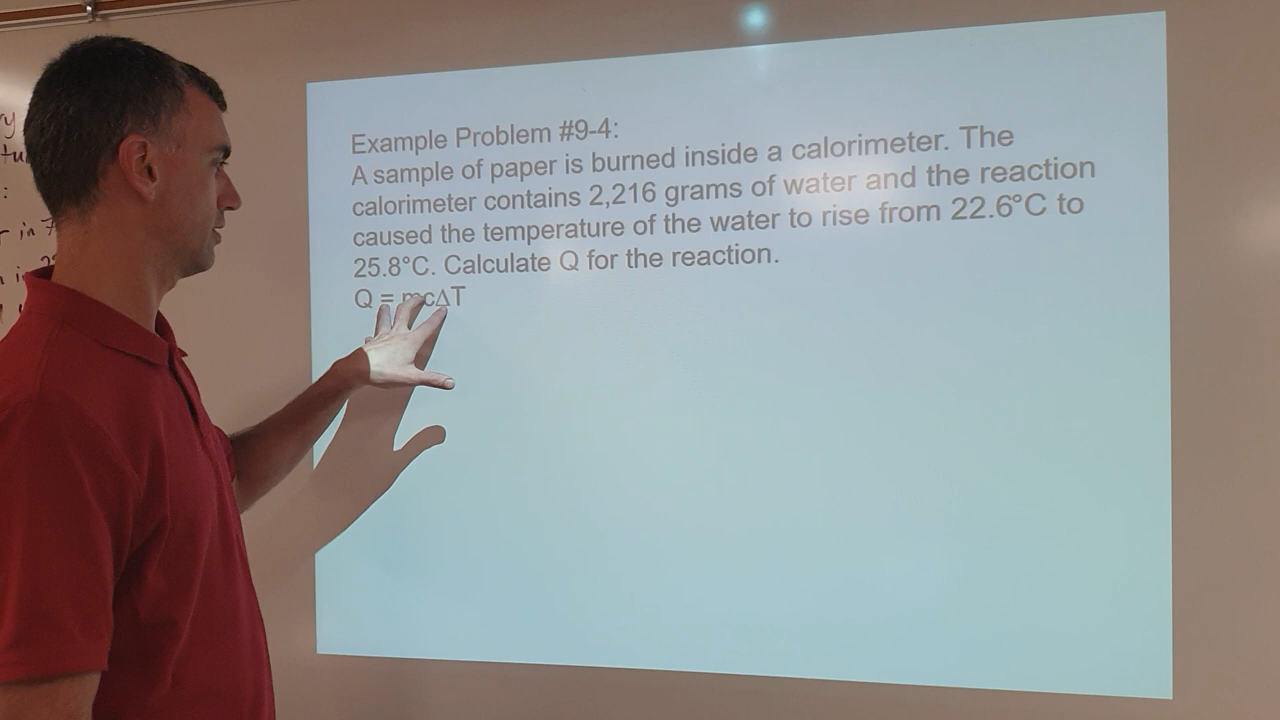 Example Problem #9-4:
A sample of paper is burned inside a calorimeter. The
calorimeter contains 2,216 grams of water and the reaction
caused the temperature of the water to rise from 22.6°C to
25.8°C. Calculate Q for the reaction.
Q = mcΔT
in
in